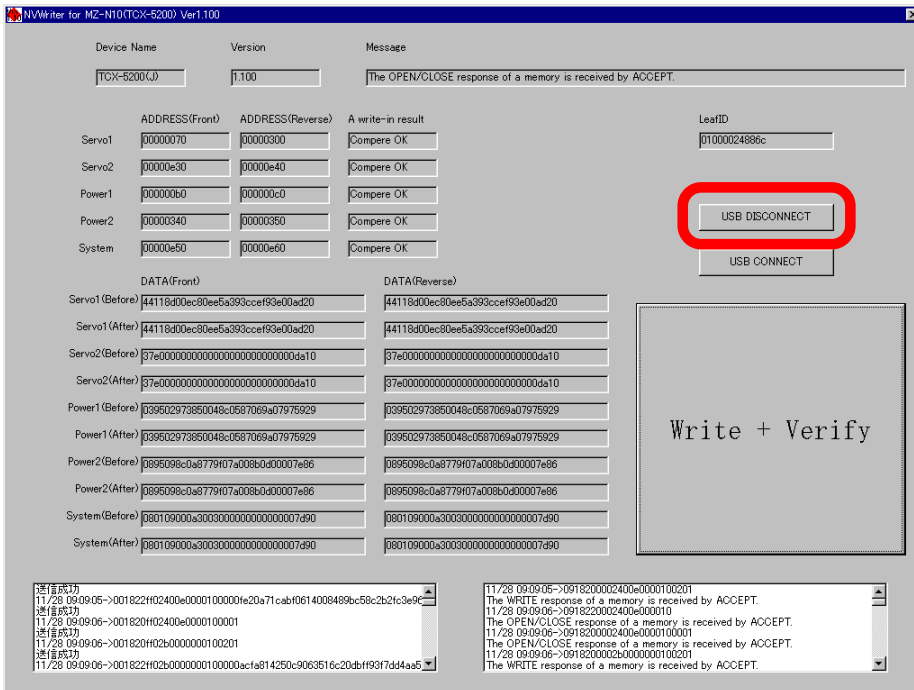 NVWriter for MZ-N10(TCX-5200) Ver1.100
Device Name Version Message
TCX-5200(J) 1.100 The OPEN/CLOSE response of a memory is received by ACCEPT.
ADDRESS(Front) ADDRESS(Reverse) A write-in result LeafID
Servo1 00000070 00000300 Compere OK 01000024886c
Servo2 00000e30 00000e40 Compere OK
Power1 000000b0 000000c0 Compere OK
USB DISCONNECT
Power2 00000340 00000350 Compere OK
System 00000e50 00000e60 Compere OK
USB CONNECT
DATA(Front) DATA(Reverse)
Servo1(Before) 44118d00ec80ee5a393ccef93e00ad20 44118d00ec80ee5a393ccef93e00ad20
Servo1(After) 44118d00ec80ee5a393ccef93e00ad20 44118d00ec80ee5a393ccef93e00ad20
Servo2(Before) 37e0000000000000000000000000da10 37e0000000000000000000000000da10
Servo2(After) 37e0000000000000000000000000da10 37e0000000000000000000000000da10
Power1(Before) 039502973850048c0587069a07975929 039502973850048c0587069a07975929
Power1(After) 039502973850048c0587069a07975929 039502973850048c0587069a07975929
Write + Verify
Power2(Before) 0895098c0a8779f07a008b0d00007e86 0895098c0a8779f07a008b0d00007e86
Power2(After) 0895098c0a8779f07a008b0d00007e86 0895098c0a8779f07a008b0d00007e86
System(Before) 080109000a3003000000000000007d90 080109000a3003000000000000007d90
System(After) 080109000a3003000000000000007d90 080109000a3003000000000000007d90
送信成功
11/28 09:09:05->001822ff02400e0000100000fe20a71cabf0614008489bc58c2b2fc3e96
送信成功
11/28 09:09:06->001820ff02400e0000100001
送信成功
11/28 09:09:06->001820ff02b0000000100201
送信成功
11/28 09:09:06->001822ff02b0000000100000acfa814250c9063516c20dbff93f7dd4aa5
11/28 09:09:05->0918200002400e0000100201
The WRITE response of a memory is received by ACCEPT.
11/28 09:09:06->0918220002400e000010
The OPEN/CLOSE response of a memory is received by ACCEPT.
11/28 09:09:06->0918200002400e0000100001
The OPEN/CLOSE response of a memory is received by ACCEPT.
11/28 09:09:06->0918200002b0000000100201
The WRITE response of a memory is received by ACCEPT.